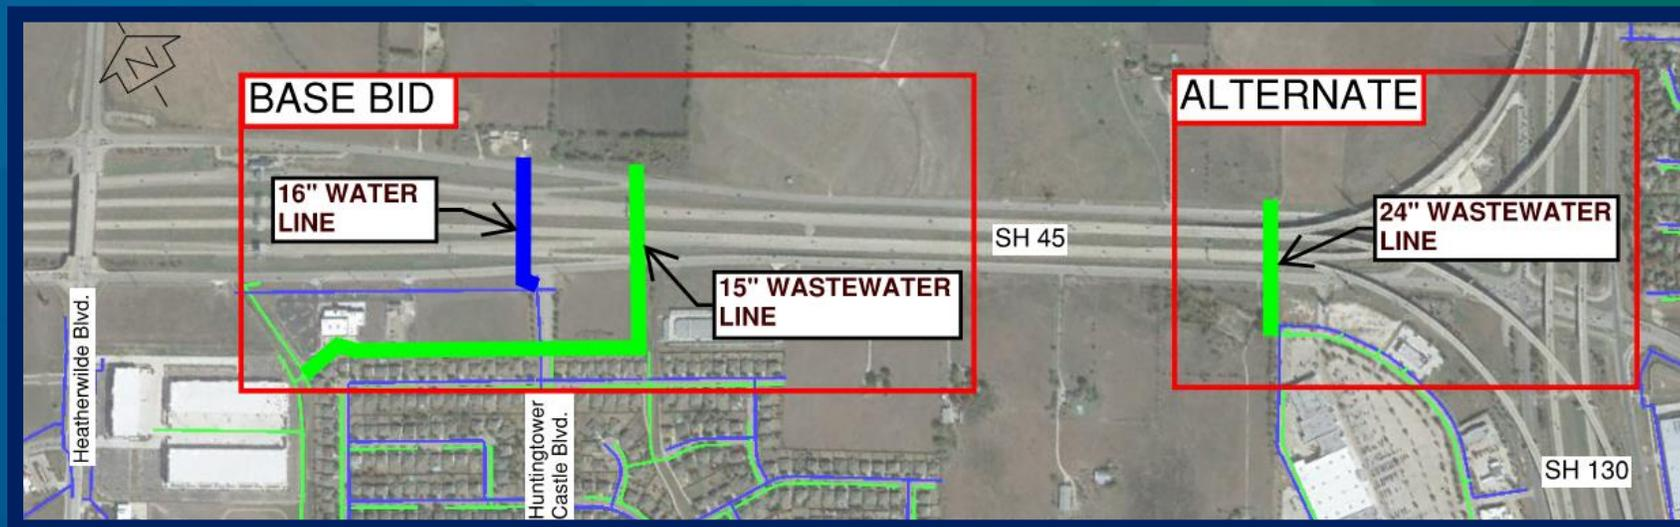 N
BASE BID
ALTERNATE
16" WATER
LINE
24" WASTEWATER
LINE
SH 45
15" WASTEWATER
LINE
Heatherwilde Blvd.
Huntingtower
Castle Blvd.
SH 130